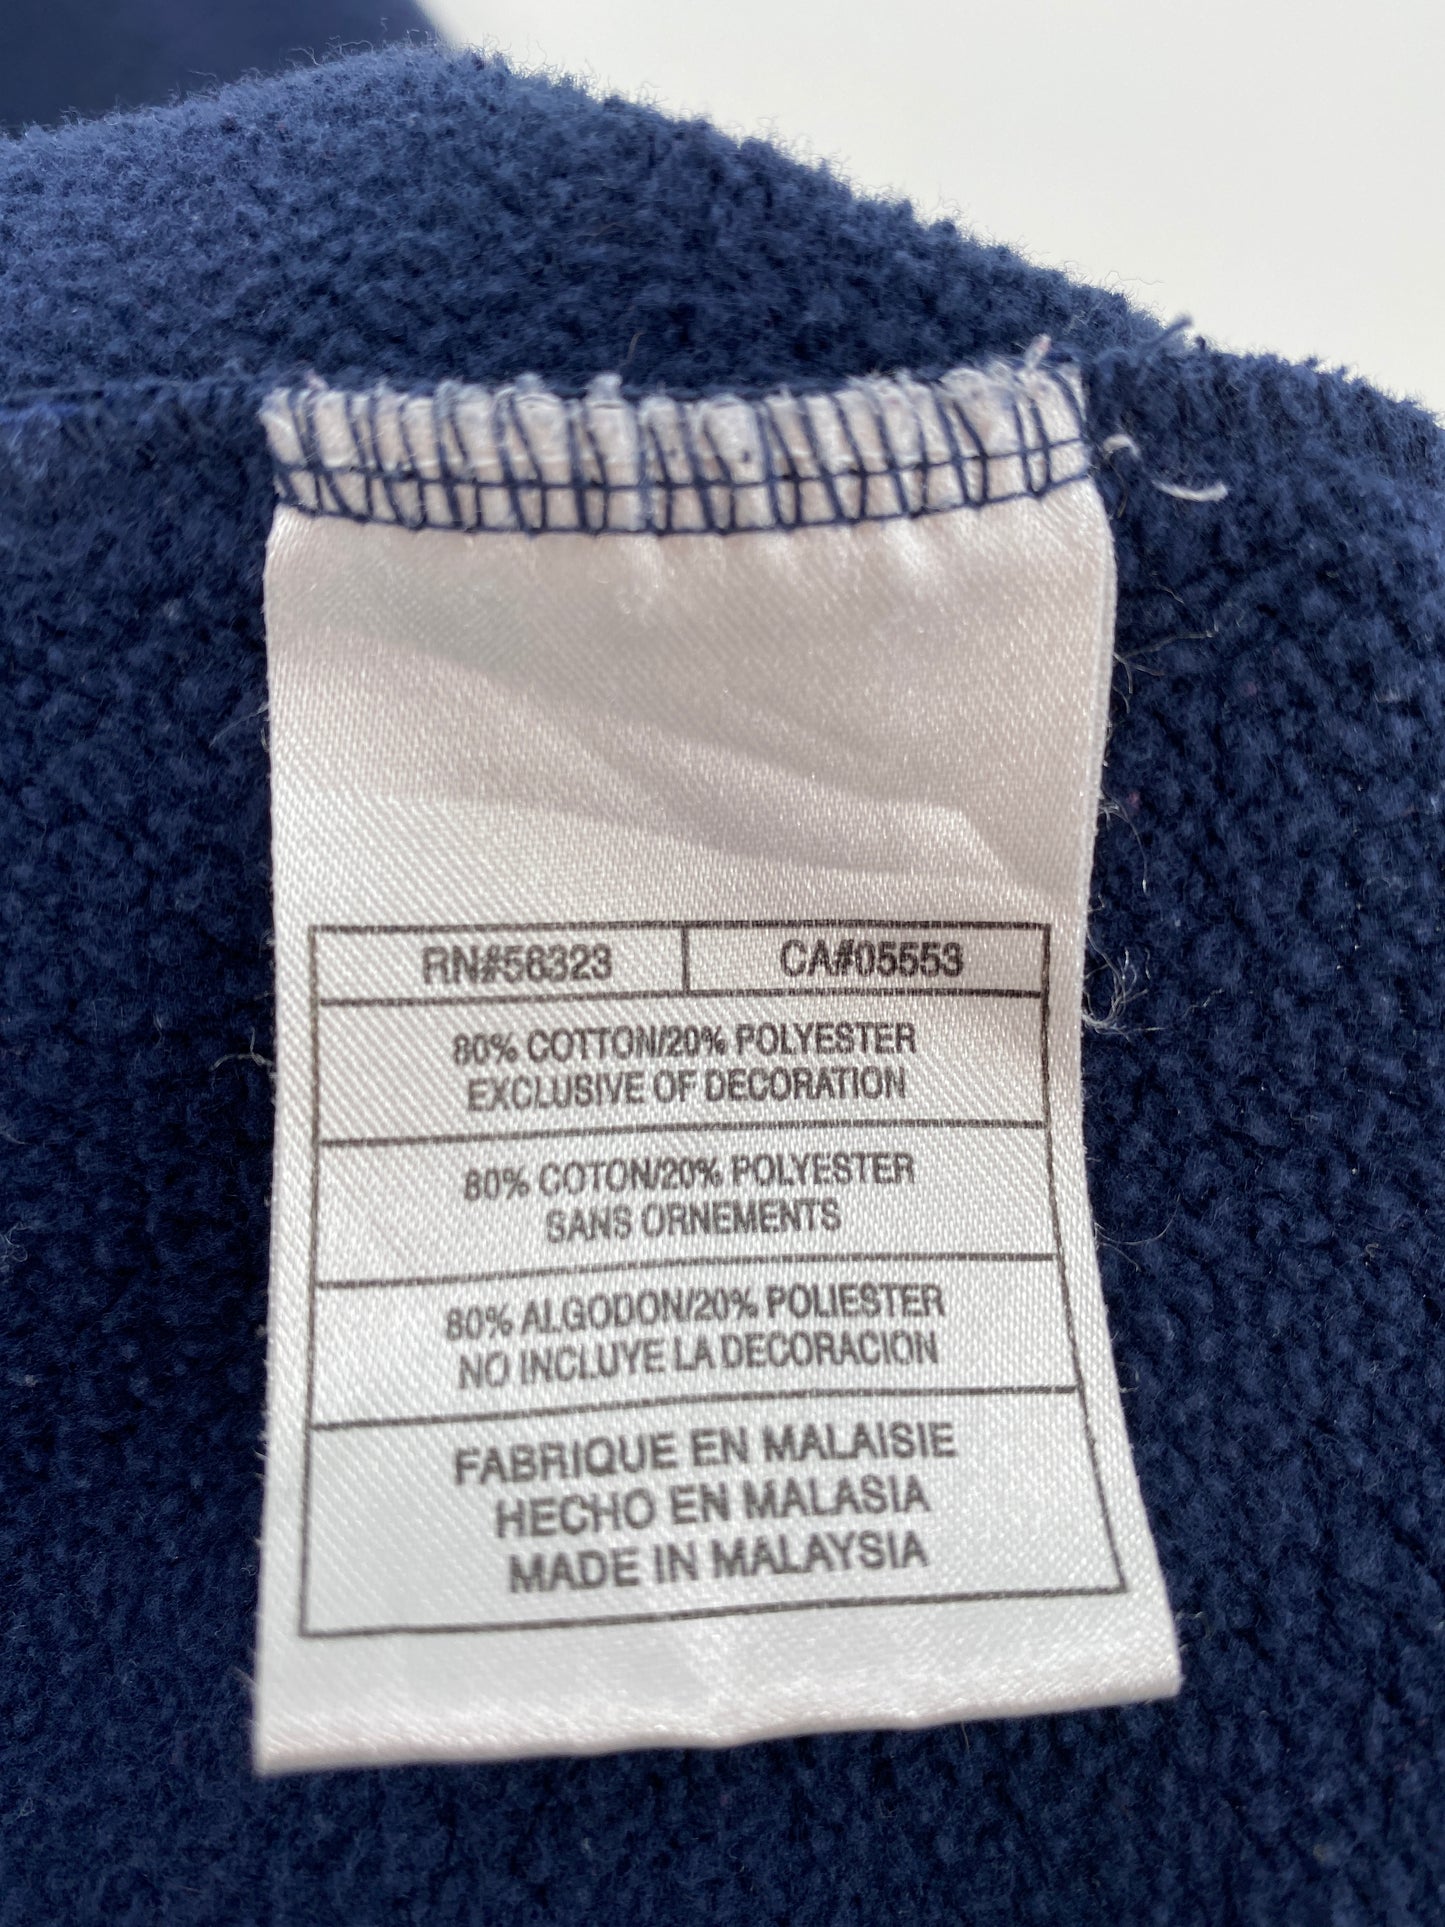 RN#56323 CA#05553
80% COTTON/20% POLYESTER
EXCLUSIVE OF DECORATION
80% COTON/20% POLYESTER
SANS ORNEMENTS
80% ALGODON/20% POLIESTER
NO INCLUYE LA DECORACION
FABRIQUE EN MALAISIE
HECHO EN MALASIA
MADE IN MALAYSIA